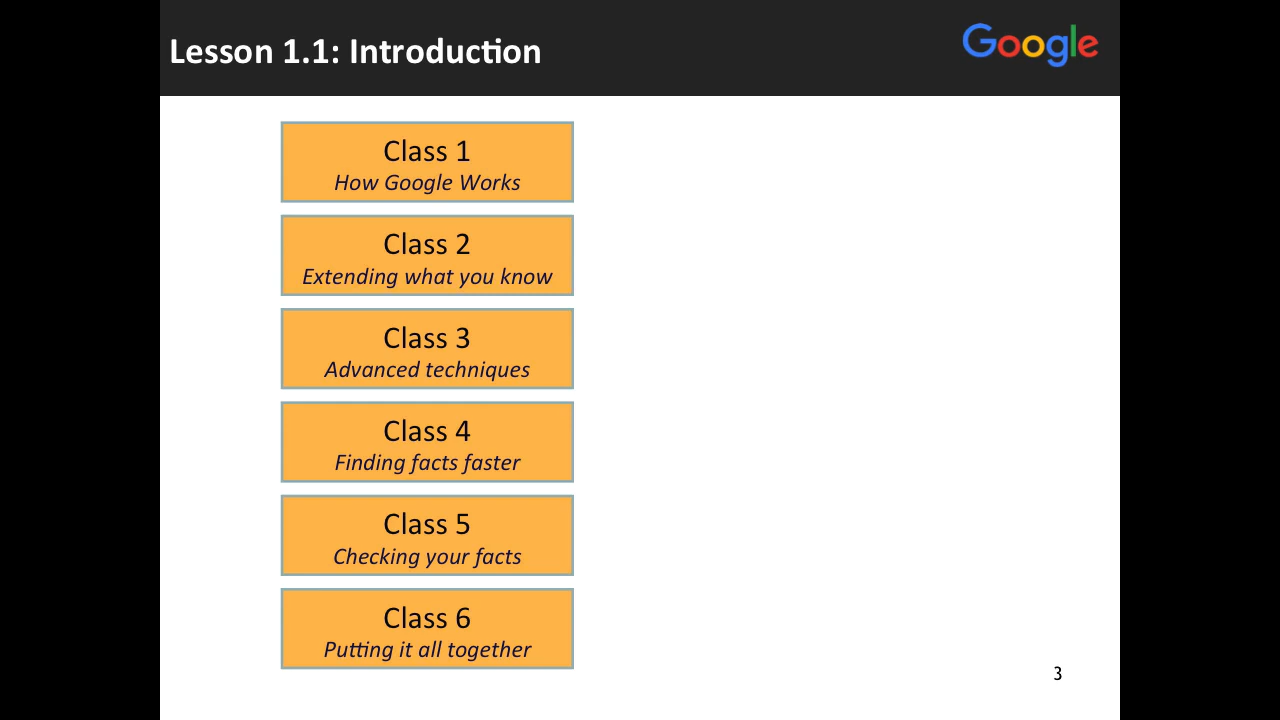 Lesson 1.1: Introduction
Google
Class 1
How Google Works
Class 2
Extending what you know
Class 3
Advanced techniques
Class 4
Finding facts faster
Class 5
Checking your facts
Class 6
Putting it all together
3